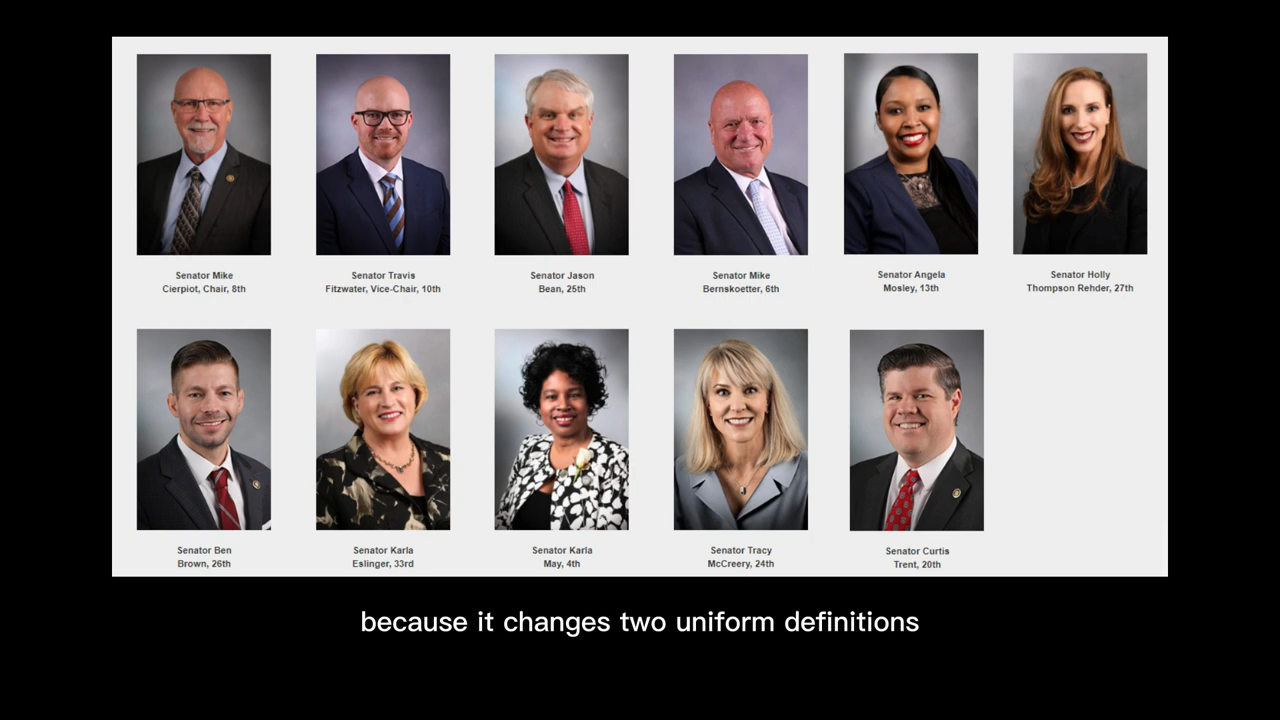 Senator Mike
Cierpiot, Chair, 8th
Senator Travis
Fitzwater, Vice-Chair, 10th
Senator Jason
Bean, 25th
Senator Mike
Bernskoetter, 6th
Senator Angela
Mosley, 13th
Senator Holly
Thompson Rehder, 27th
Senator Ben
Brown, 26th
Senator Karla
Eslinger, 33rd
Senator Karla
May, 4th
Senator Tracy
McCreery, 24th
Senator Curtis
Trent, 20th
because it changes two uniform definitions